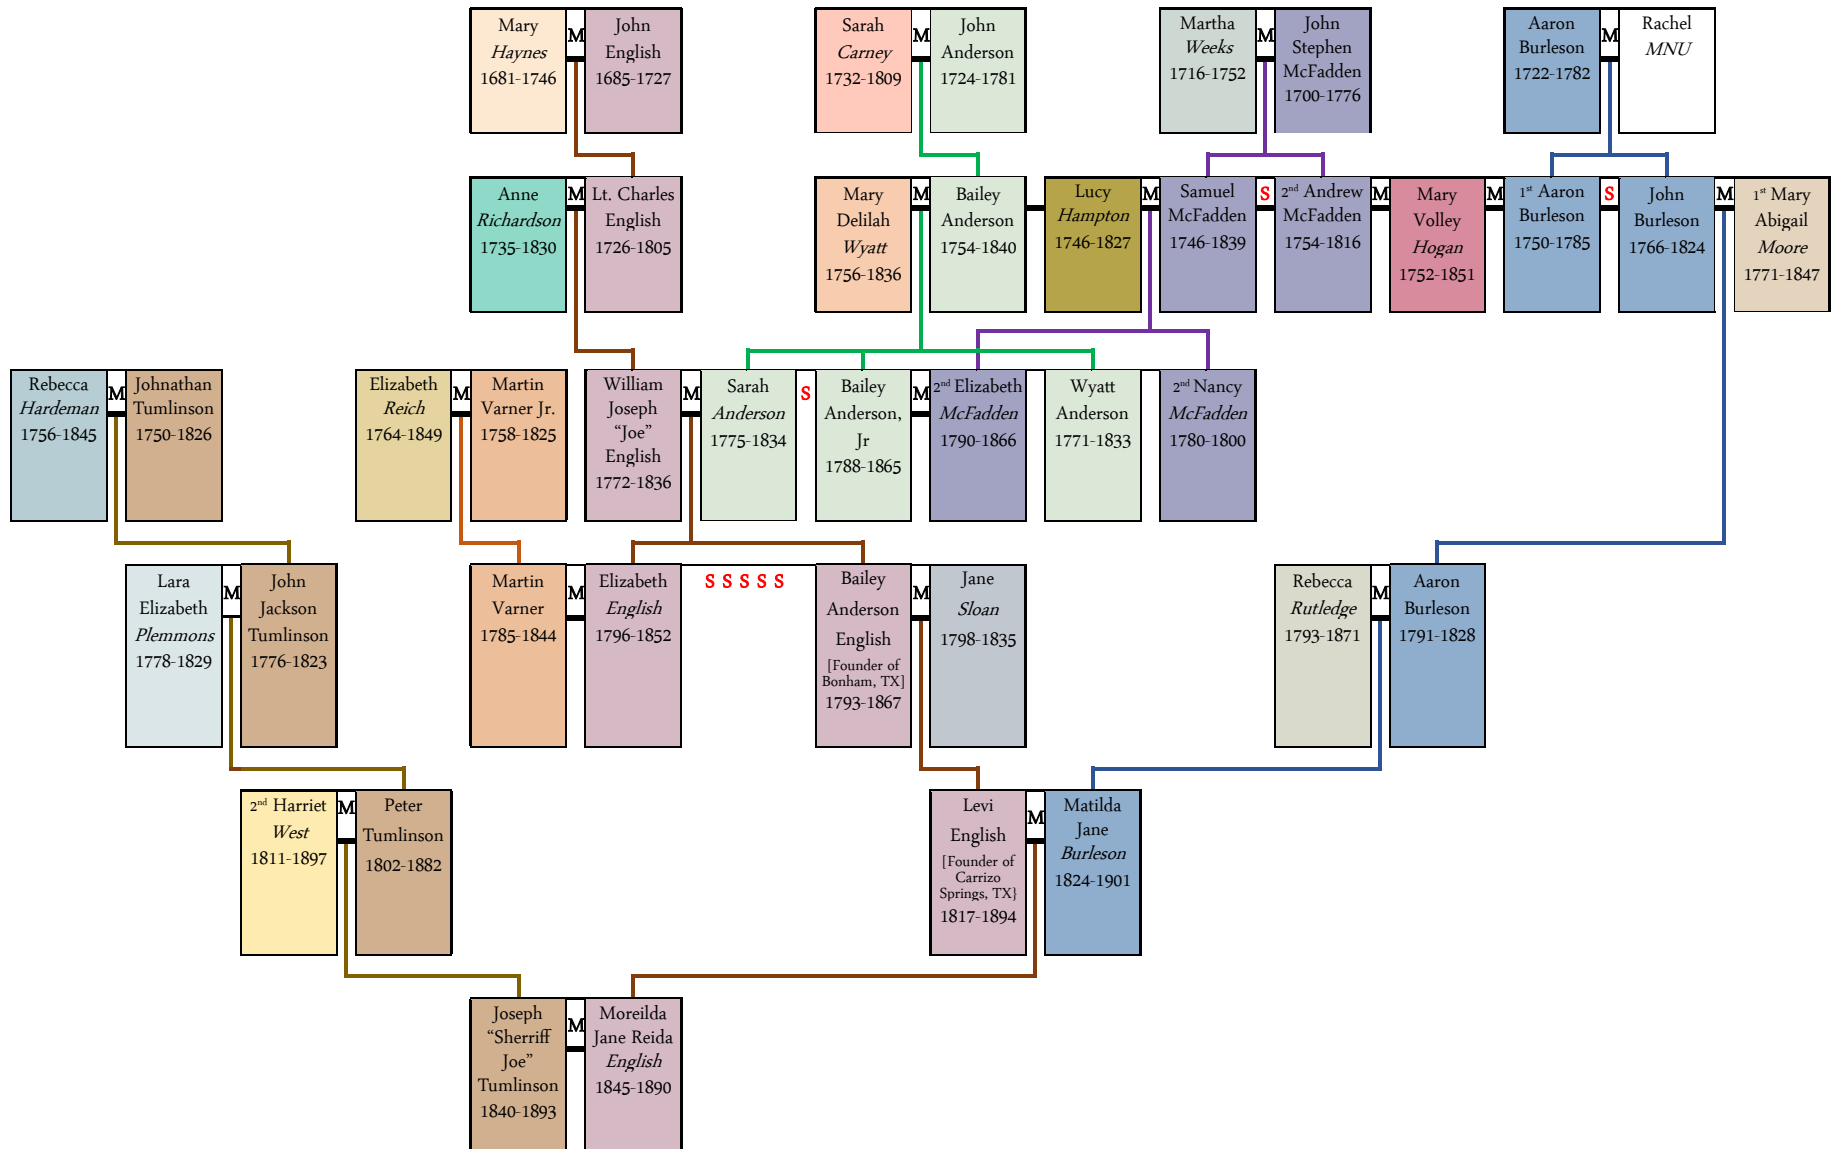 Mary
Haynes
1681-1746
M
John
English
1685-1727
Sarah
Carney
1732-1809
M
John
Anderson
1724-1781
Martha
Weeks
1716-1752
M
John
Stephen
McFadden
1700-1776
Aaron
Burleson
1722-1782
M
Rachel
MNU
Anne
Richardson
1735-1830
M
Lt. Charles
English
1726-1805
Mary
Delilah
Wyatt
1756-1836
M
Bailey
Anderson
1754-1840
Lucy
Hampton
1746-1827
M
Samuel
McFadden
1746-1839
S
2nd Andrew
McFadden
1754-1816
M
Mary
Volley
Hogan
1752-1851
M
1st Aaron
Burleson
1750-1785
S
John
Burleson
1766-1824
M
1st Mary
Abigail
Moore
1771-1847
Rebecca
Hardeman
1756-1845
M
Johnathan
Tumlinson
1750-1826
Elizabeth
Reich
1764-1849
M
Martin
Varner Jr.
1758-1825
William
Joseph
“Joe”
English
1772-1836
M
Sarah
Anderson
1775-1834
S
Bailey
Anderson,
Jr
1788-1865
M
2nd Elizabeth
McFadden
1790-1866
Wyatt
Anderson
1771-1833
2nd Nancy
McFadden
1780-1800
Lara
Elizabeth
Plemmons
1778-1829
M
John
Jackson
Tumlinson
1776-1823
Martin
Varner
1785-1844
M
Elizabeth
English
1796-1852
S S S S S
Bailey
Anderson
English
[Founder of
Bonham, TX]
1793-1867
M
Jane
Sloan
1798-1835
Rebecca
Rutledge
1793-1871
M
Aaron
Burleson
1791-1828
2nd Harriet
West
1811-1897
M
Peter
Tumlinson
1802-1882
Levi
English
[Founder of
Carrizo
Springs, TX}
1817-1894
M
Matilda
Jane
Burleson
1824-1901
Joseph
“Sherriff
Joe”
Tumlinson
1840-1893
M
Moreilda
Jane Reida
English
1845-1890